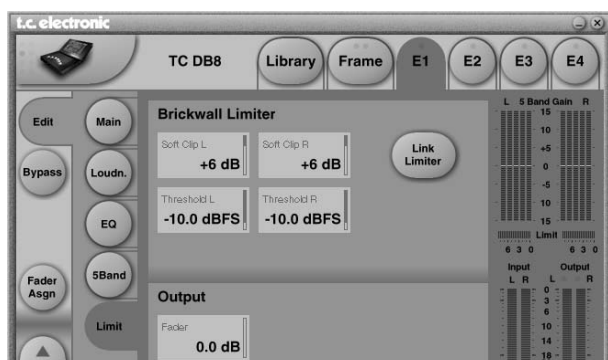 t.c. electronic
TC DB8
Library
Frame
E1
E2
E3
E4
Edit
Bypass
Fader
Asgn
Main
Loudn.
EQ
5Band
Limit
Brickwall Limiter
Soft Clip L
+6 dB
Soft Clip R
+6 dB
Threshold L
-10.0 dBFS
Threshold R
-10.0 dBFS
Link
Limiter
Output
Fader
0.0 dB
L 5 Band Gain R
15
10
+5
+0
-5
10
15
Limit
6 3 0
6 3 0
Input
Output
L R
L R
0
3
6
10
14
18